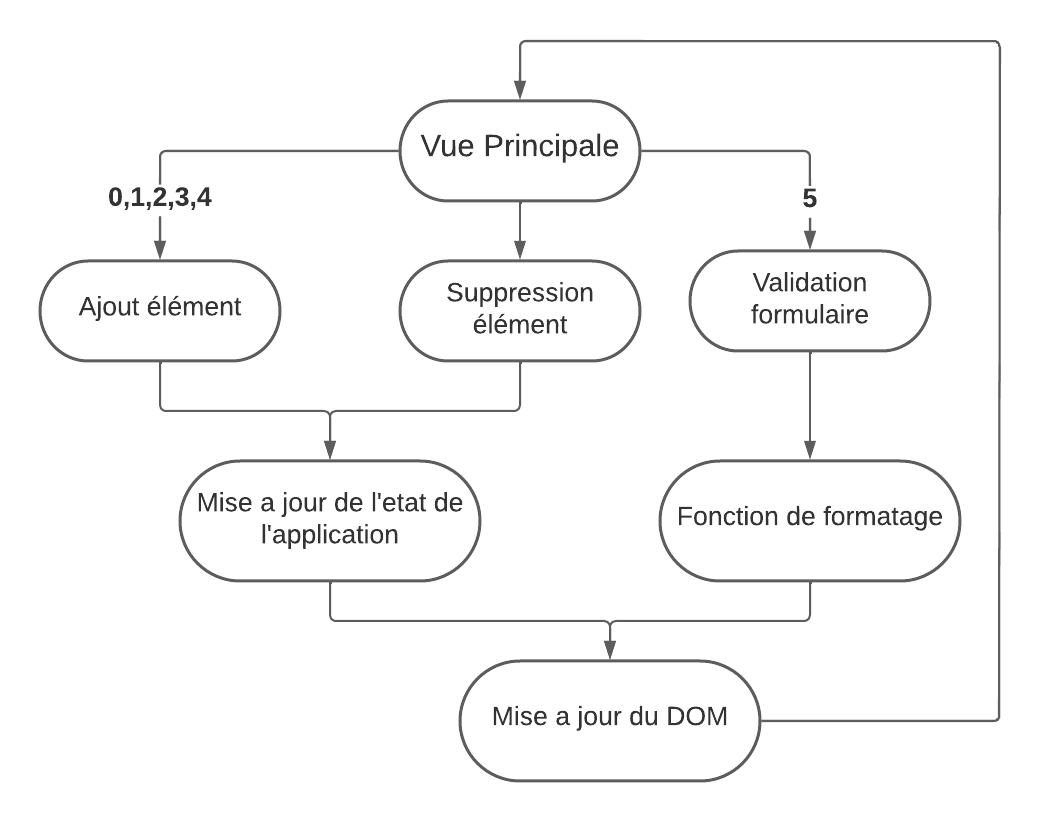 Vue Principale
0,1,2,3,4
5
Ajout élément
Suppression
élément
Validation
formulaire
Mise a jour de l'etat de
l'application
Fonction de formatage
Mise a jour du DOM